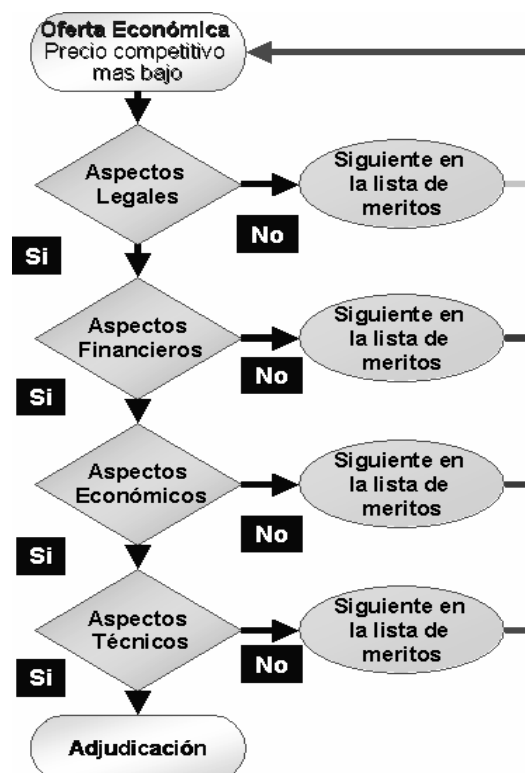 Oferta Económica
Precio competitivo
mas bajo
Aspectos
Legales
Siguiente en
la lista de
meritos
No
Si
Aspectos
Financieros
Siguiente en
la lista de
meritos
No
Si
Aspectos
Económicos
Siguiente en
la lista de
meritos
No
Si
Aspectos
Técnicos
Siguiente en
la lista de
meritos
No
Si
Adjudicación